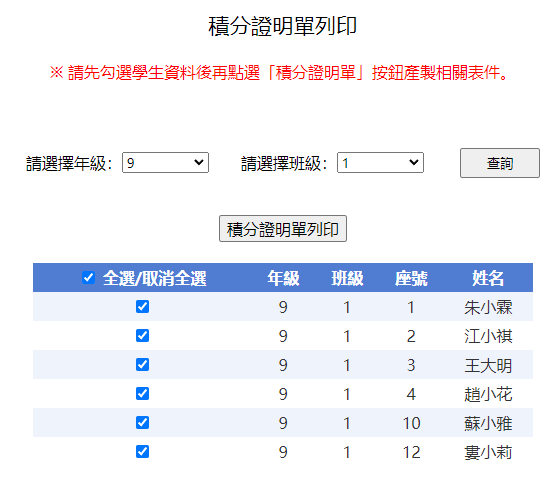 積分證明單列印
※ 請先勾選學生資料後再點選「積分證明單」按鈕產製相關表件。
請選擇年級： 9 請選擇班級： 1 查詢
積分證明單列印
全選/取消全選 年級 班級 座號 姓名
9 1 1 朱小霖
9 1 2 江小祺
9 1 3 王大明
9 1 4 趙小花
9 1 10 蘇小雅
9 1 12 婁小莉